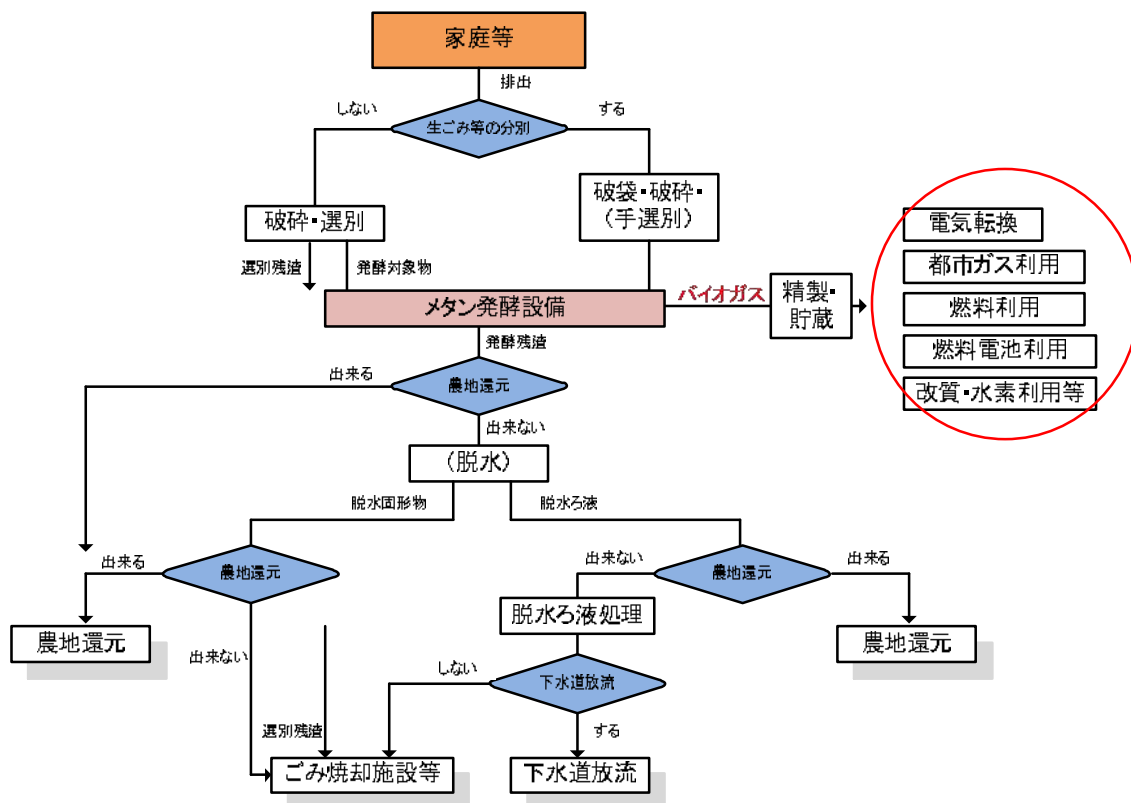 家庭等
排出
しない
する
生ごみ等の分別
破袋・破砕・
(手選別)
破砕・選別
選別残渣
発酵対象物
メタン発酵設備
バイオガス
精製・
貯蔵
電気転換
都市ガス利用
燃料利用
燃料電池利用
改質・水素利用等
発酵残渣
出来る
農地還元
出来ない
(脱水)
脱水固形物
脱水ろ液
出来る
農地還元
出来ない
農地還元
出来る
脱水ろ液処理
農地還元
出来ない
農地還元
しない
下水道放流
選別残渣
する
ごみ焼却施設等
下水道放流